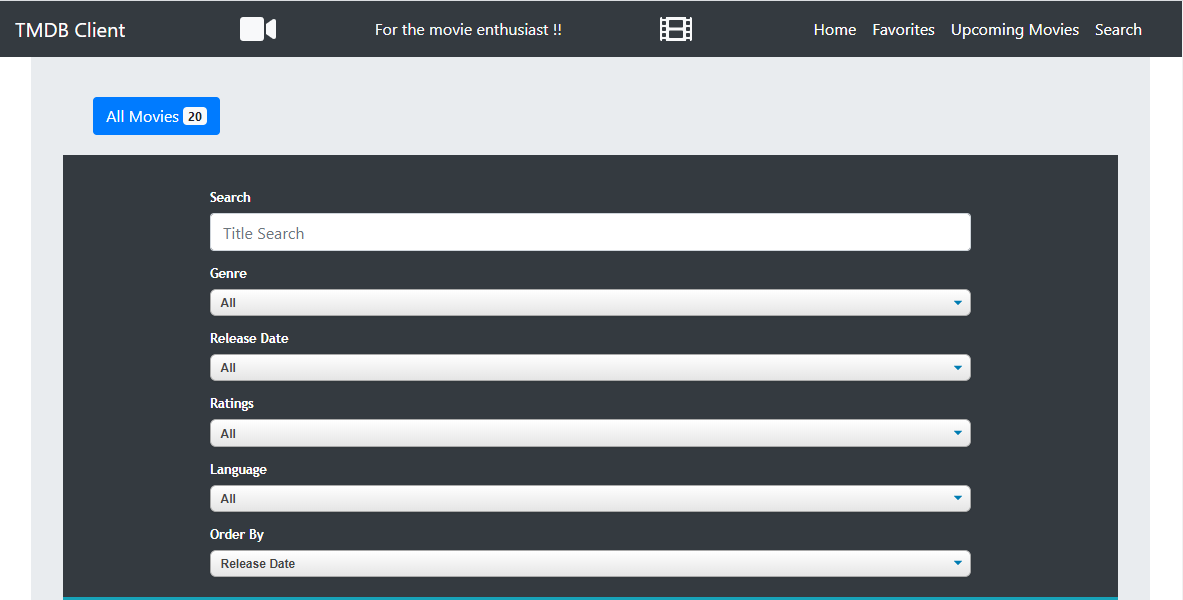 TMDB Client For the movie enthusiast !! Home Favorites Upcoming Movies Search
All Movies 20
Search
Title Search
Genre
All
Release Date
All
Ratings
All
Language
All
Order By
Release Date